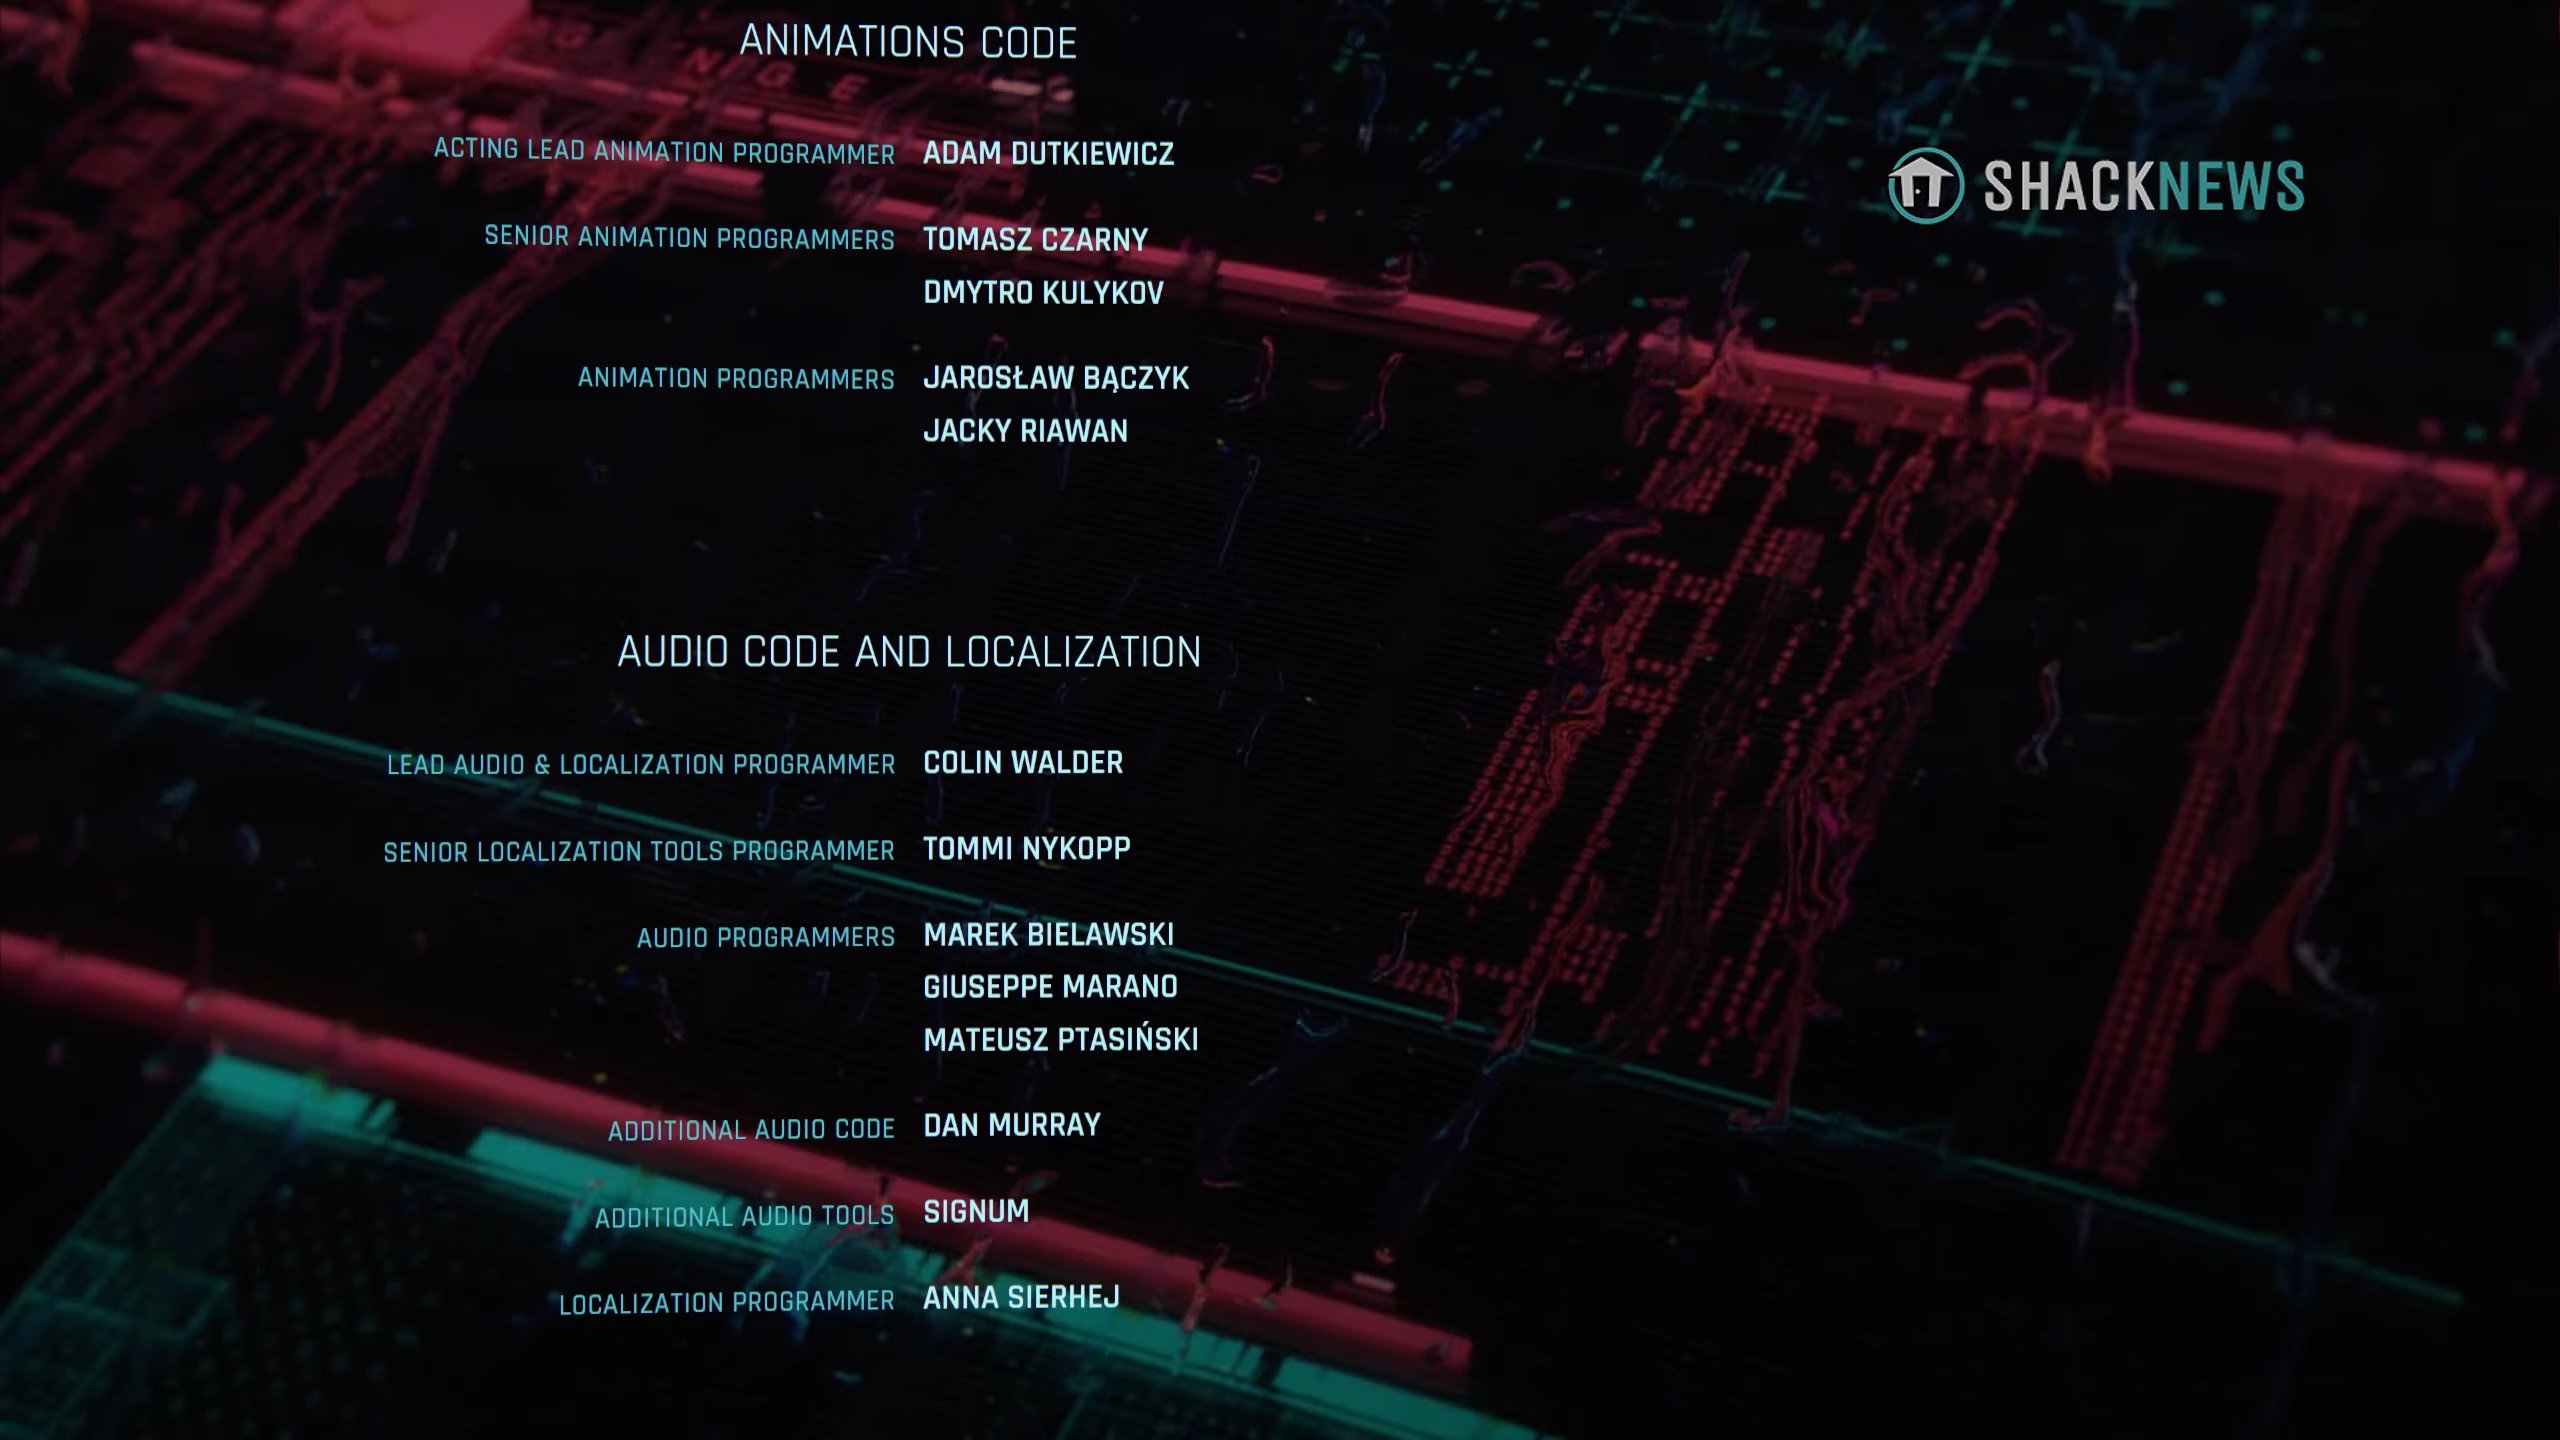 ANIMATIONS CODE
ACTING LEAD ANIMATION PROGRAMMER ADAM DUTKIEWICZ
SHACKNEWS
SENIOR ANIMATION PROGRAMMERS TOMASZ CZARNY
DMYTRO KULYKOV
ANIMATION PROGRAMMERS JAROSŁAW BĄCZYK
JACKY RIAWAN
AUDIO CODE AND LOCALIZATION
LEAD AUDIO & LOCALIZATION PROGRAMMER COLIN WALDER
SENIOR LOCALIZATION TOOLS PROGRAMMER TOMMI NYKOPP
AUDIO PROGRAMMERS MAREK BIELAWSKI
GIUSEPPE MARANO
MATEUSZ PTASIŃSKI
ADDITIONAL AUDIO CODE DAN MURRAY
ADDITIONAL AUDIO TOOLS SIGNUM
LOCALIZATION PROGRAMMER ANNA SIERHEJ